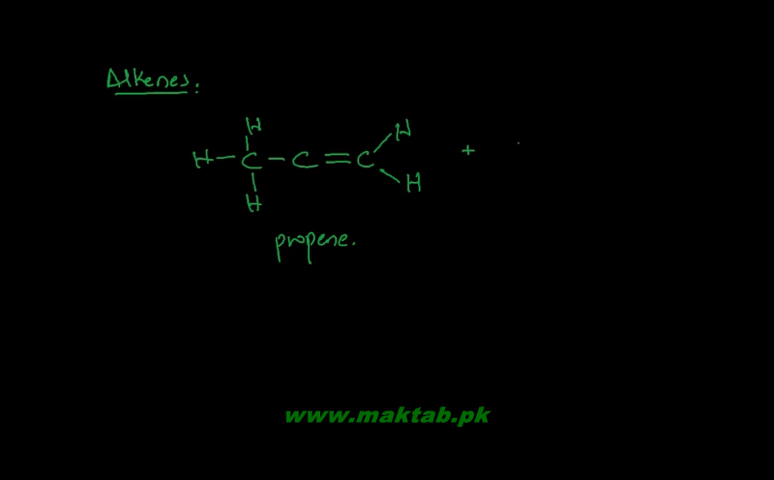 Alkenes:
H H
H - C - C = C +
H H
propene.
www.maktab.pk